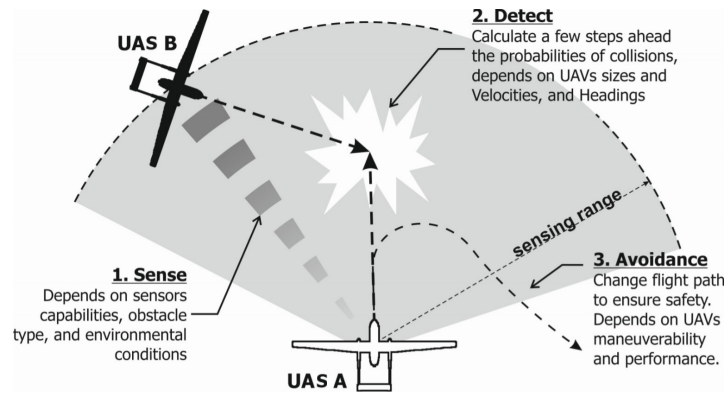 UAS B
2. Detect
Calculate a few steps ahead
the probabilities of collisions,
depends on UAVs sizes and
Velocities, and Headings
sensing range
1. Sense
Depends on sensors
capabilities, obstacle
type, and environmental
conditions
3. Avoidance
Change flight path
to ensure safety.
Depends on UAVs
maneuverability
and performance.
UAS A